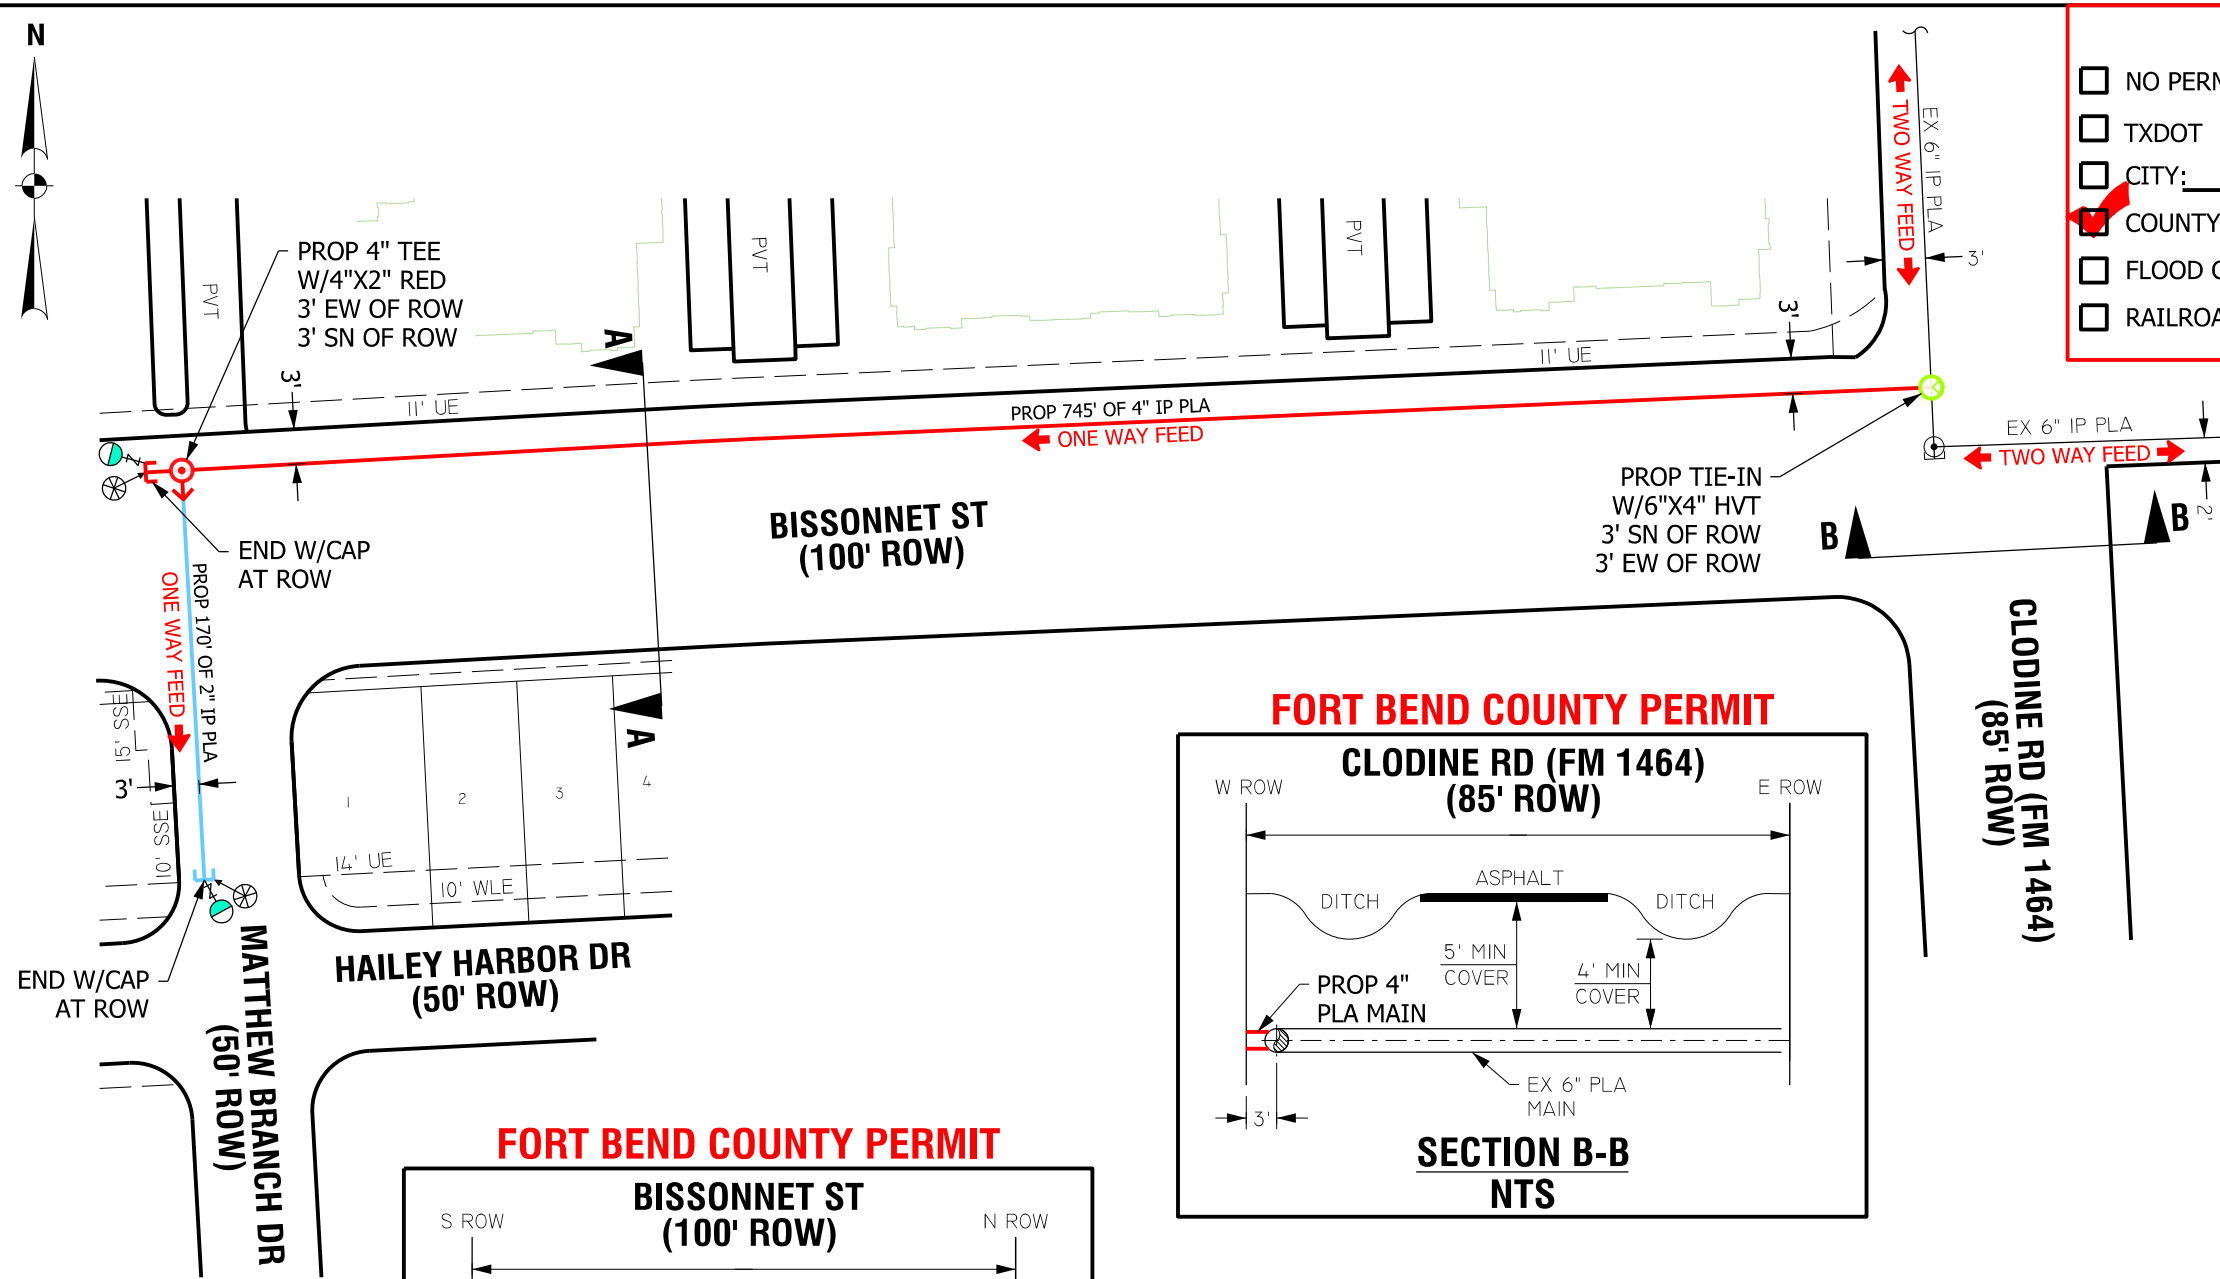 N
PROP 4" TEE
W/4"X2" RED
3' EW OF ROW
3' SN OF ROW
PVT
PVT
PVT
TWO WAY FEED
EX 6" IP PLA
3'
NO PERM
TXDOT
CITY:
COUNTY
FLOOD
RAILROA
A
3'
3'
11' UE
11' UE
PROP 745' OF 4" IP PLA
ONE WAY FEED
EX 6" IP PLA
TWO WAY FEED
2'
PROP TIE-IN
W/6"X4" HVT
3' SN OF ROW
3' EW OF ROW
B
B
BISSONNET ST
(100' ROW)
END W/CAP
AT ROW
PROP 170' OF 2" IP PLA
ONE WAY FEED
15' SSE
10' SSE
3'
A
1
2
3
4
14' UE
10' WLE
HAILEY HARBOR DR
(50' ROW)
END W/CAP
AT ROW
MATTHEW BRANCH DR
(50' ROW)
CLODINE RD (FM 1464)
(85' ROW)
FORT BEND COUNTY PERMIT
CLODINE RD (FM 1464)
(85' ROW)
W ROW
E ROW
ASPHALT
DITCH
DITCH
5' MIN
COVER
4' MIN
COVER
PROP 4"
PLA MAIN
EX 6" PLA
MAIN
3'
SECTION B-B
NTS
FORT BEND COUNTY PERMIT
BISSONNET ST
(100' ROW)
S ROW
N ROW